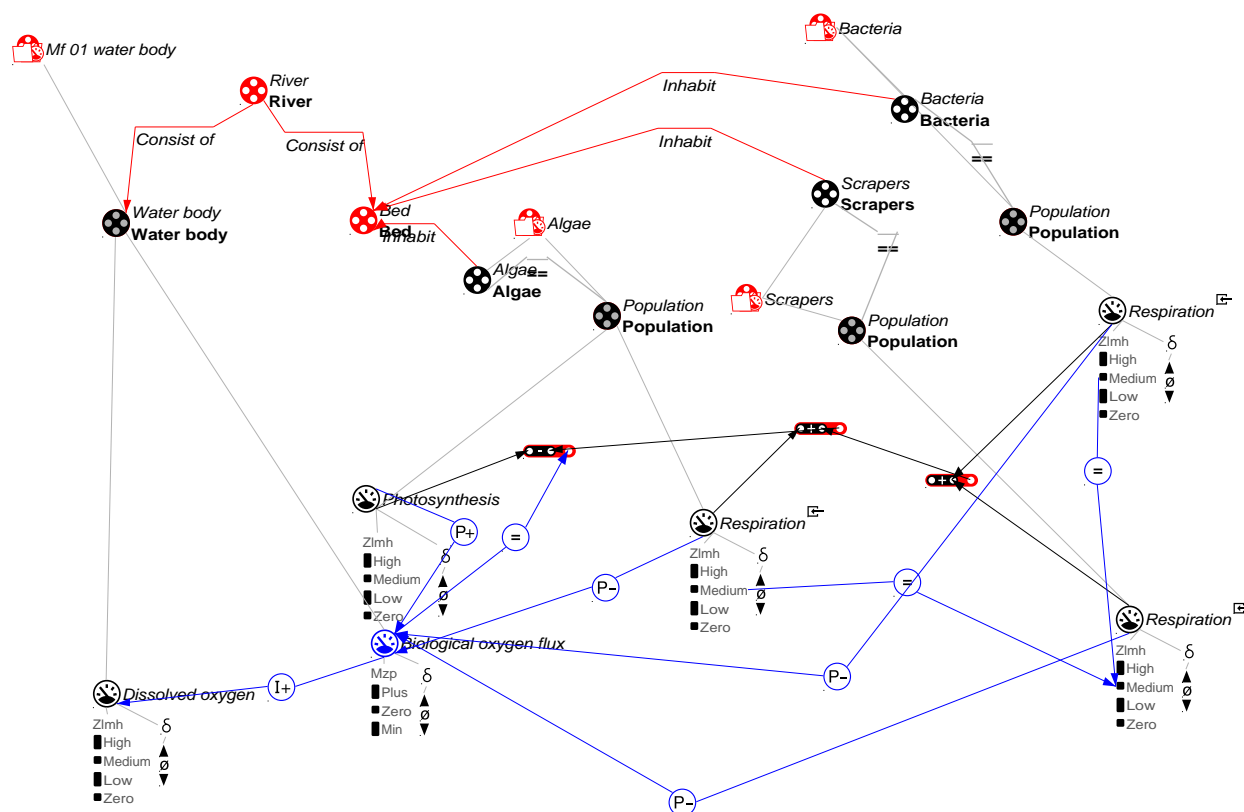 Mf 01 water body
River
River
Consist of
Consist of
Water body
Water body
Bed
Bed
Inhabit
Algae
Algae
Algae
==
Inhabit
Inhabit
Bacteria
Bacteria
Bacteria
==
Scrapers
Scrapers
==
Scrapers
Population
Population
Population
Population
Population
Population
Respiration
Zlmh
δ
High
Medium
ø
Low
Zero
=
-
+
+
Photosynthesis
P+
=
Zlmh
δ
High
Medium
ø
Low
Zero
Respiration
Zlmh
δ
High
Medium
ø
Low
Zero
P-
=
Respiration
Zlmh
δ
High
Medium
ø
Low
Zero
Biological oxygen flux
Mzp
δ
Plus
Zero
ø
Min
P-
I+
Dissolved oxygen
Zlmh
δ
High
Medium
ø
Low
Zero
P-